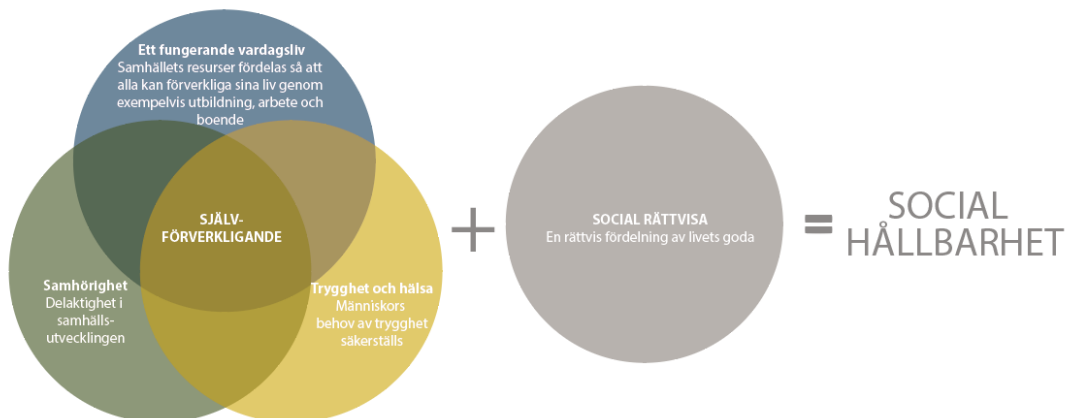 Ett fungerande vardagsliv
Samhällets resurser fördelas så att
alla kan förverkliga sina liv genom
exempelvis utbildning, arbete och
boende
SJÄLV-
FÖRVERKLIGANDE
Samhörighet
Delaktighet i
samhälls-
utvecklingen
Trygghet och hälsa
Människors
behov av trygghet
säkerställs
+
SOCIAL RÄTTVISA
En rättvis fördelning av livets goda
=
SOCIAL
HÅLLBARHET